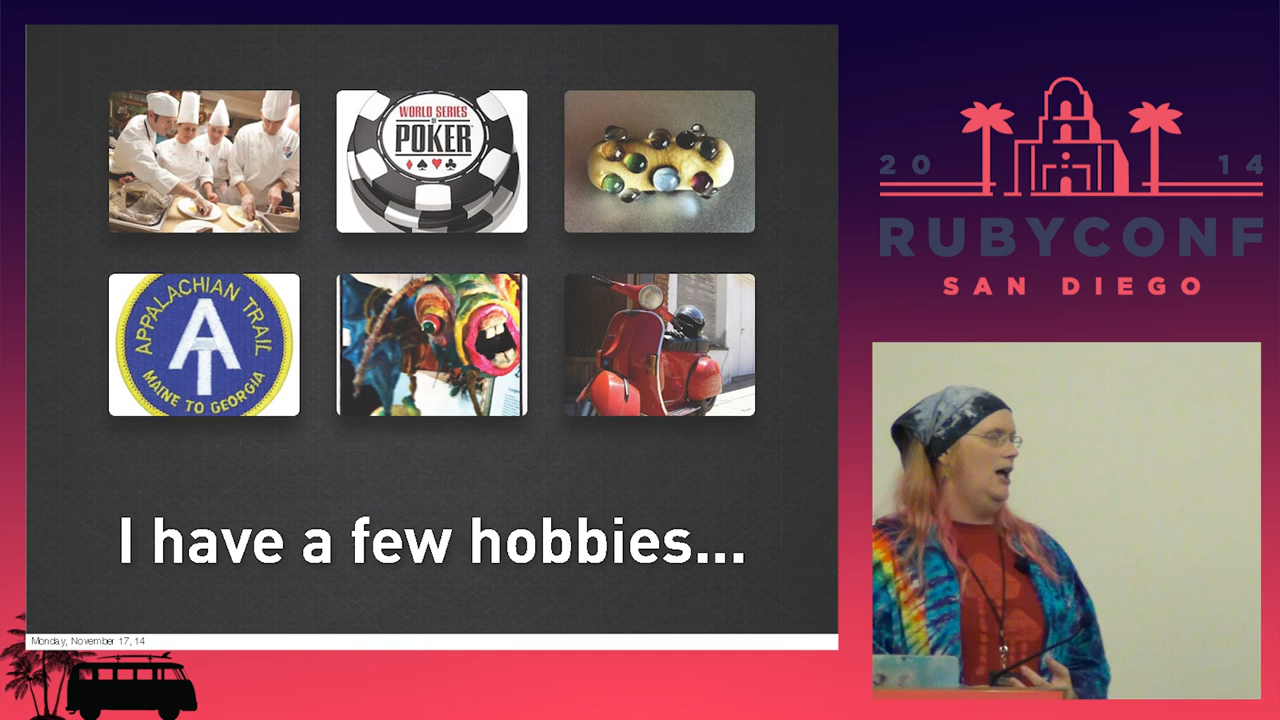 WORLD SERIES
OF
POKER
APPALACHIAN TRAIL
MAINE TO GEORGIA
I have a few hobbies...
Monday, November 17, 14
20 14
RUBYCONF
SAN DIEGO